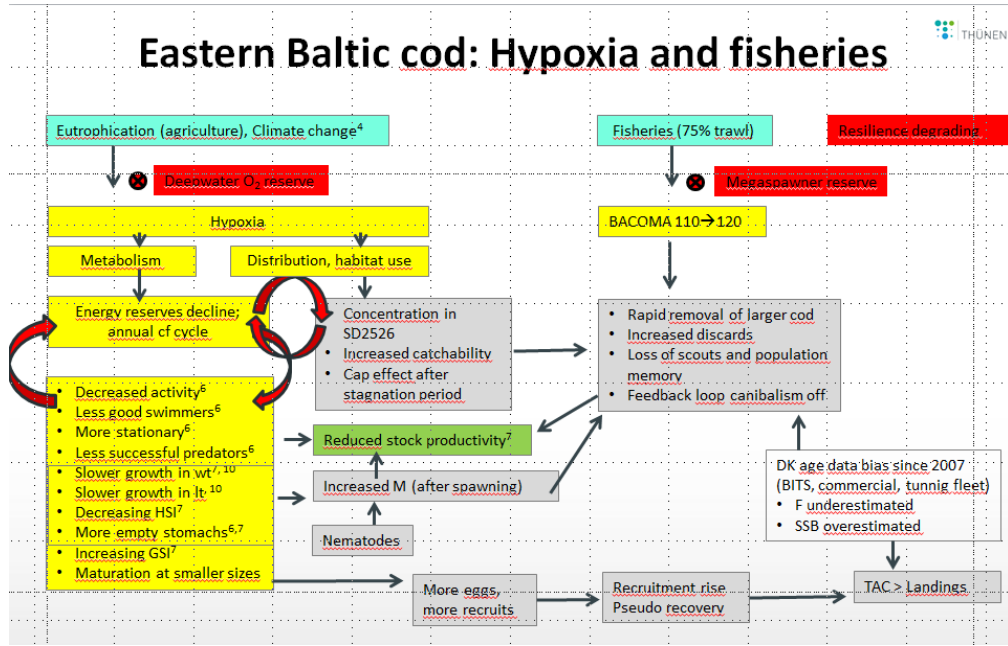 THÜNEN
Eastern Baltic cod: Hypoxia and fisheries
Eutrophication (agriculture), Climate change⁴
Fisheries (75% trawl)
Resilience degrading
Deepwater O₂ reserve
Megaspawner reserve
Hypoxia
BACOMA 110→120
Metabolism
Distribution, habitat use
Energy reserves decline;
annual cf cycle
• Concentration in
SD2526
• Increased catchability
• Cap effect after
stagnation period
• Rapid removal of larger cod
• Increased discards
• Loss of scouts and population
memory
• Feedback loop canibalism off
• Decreased activity⁶
• Less good swimmers⁶
• More stationary⁶
• Less successful predators⁶
• Slower growth in wt⁷, ¹⁰
• Slower growth in lt, ¹⁰
• Decreasing HSI⁷
• More empty stomachs⁶,⁷
• Increasing GSI⁷
• Maturation at smaller sizes
Reduced stock productivity⁷
Increased M (after spawning)
Nematodes
DK age data bias since 2007
(BITS, commercial, tunnig fleet)
• F underestimated
• SSB overestimated
More eggs,
more recruits
Recruitment rise
Pseudo recovery
TAC > Landings